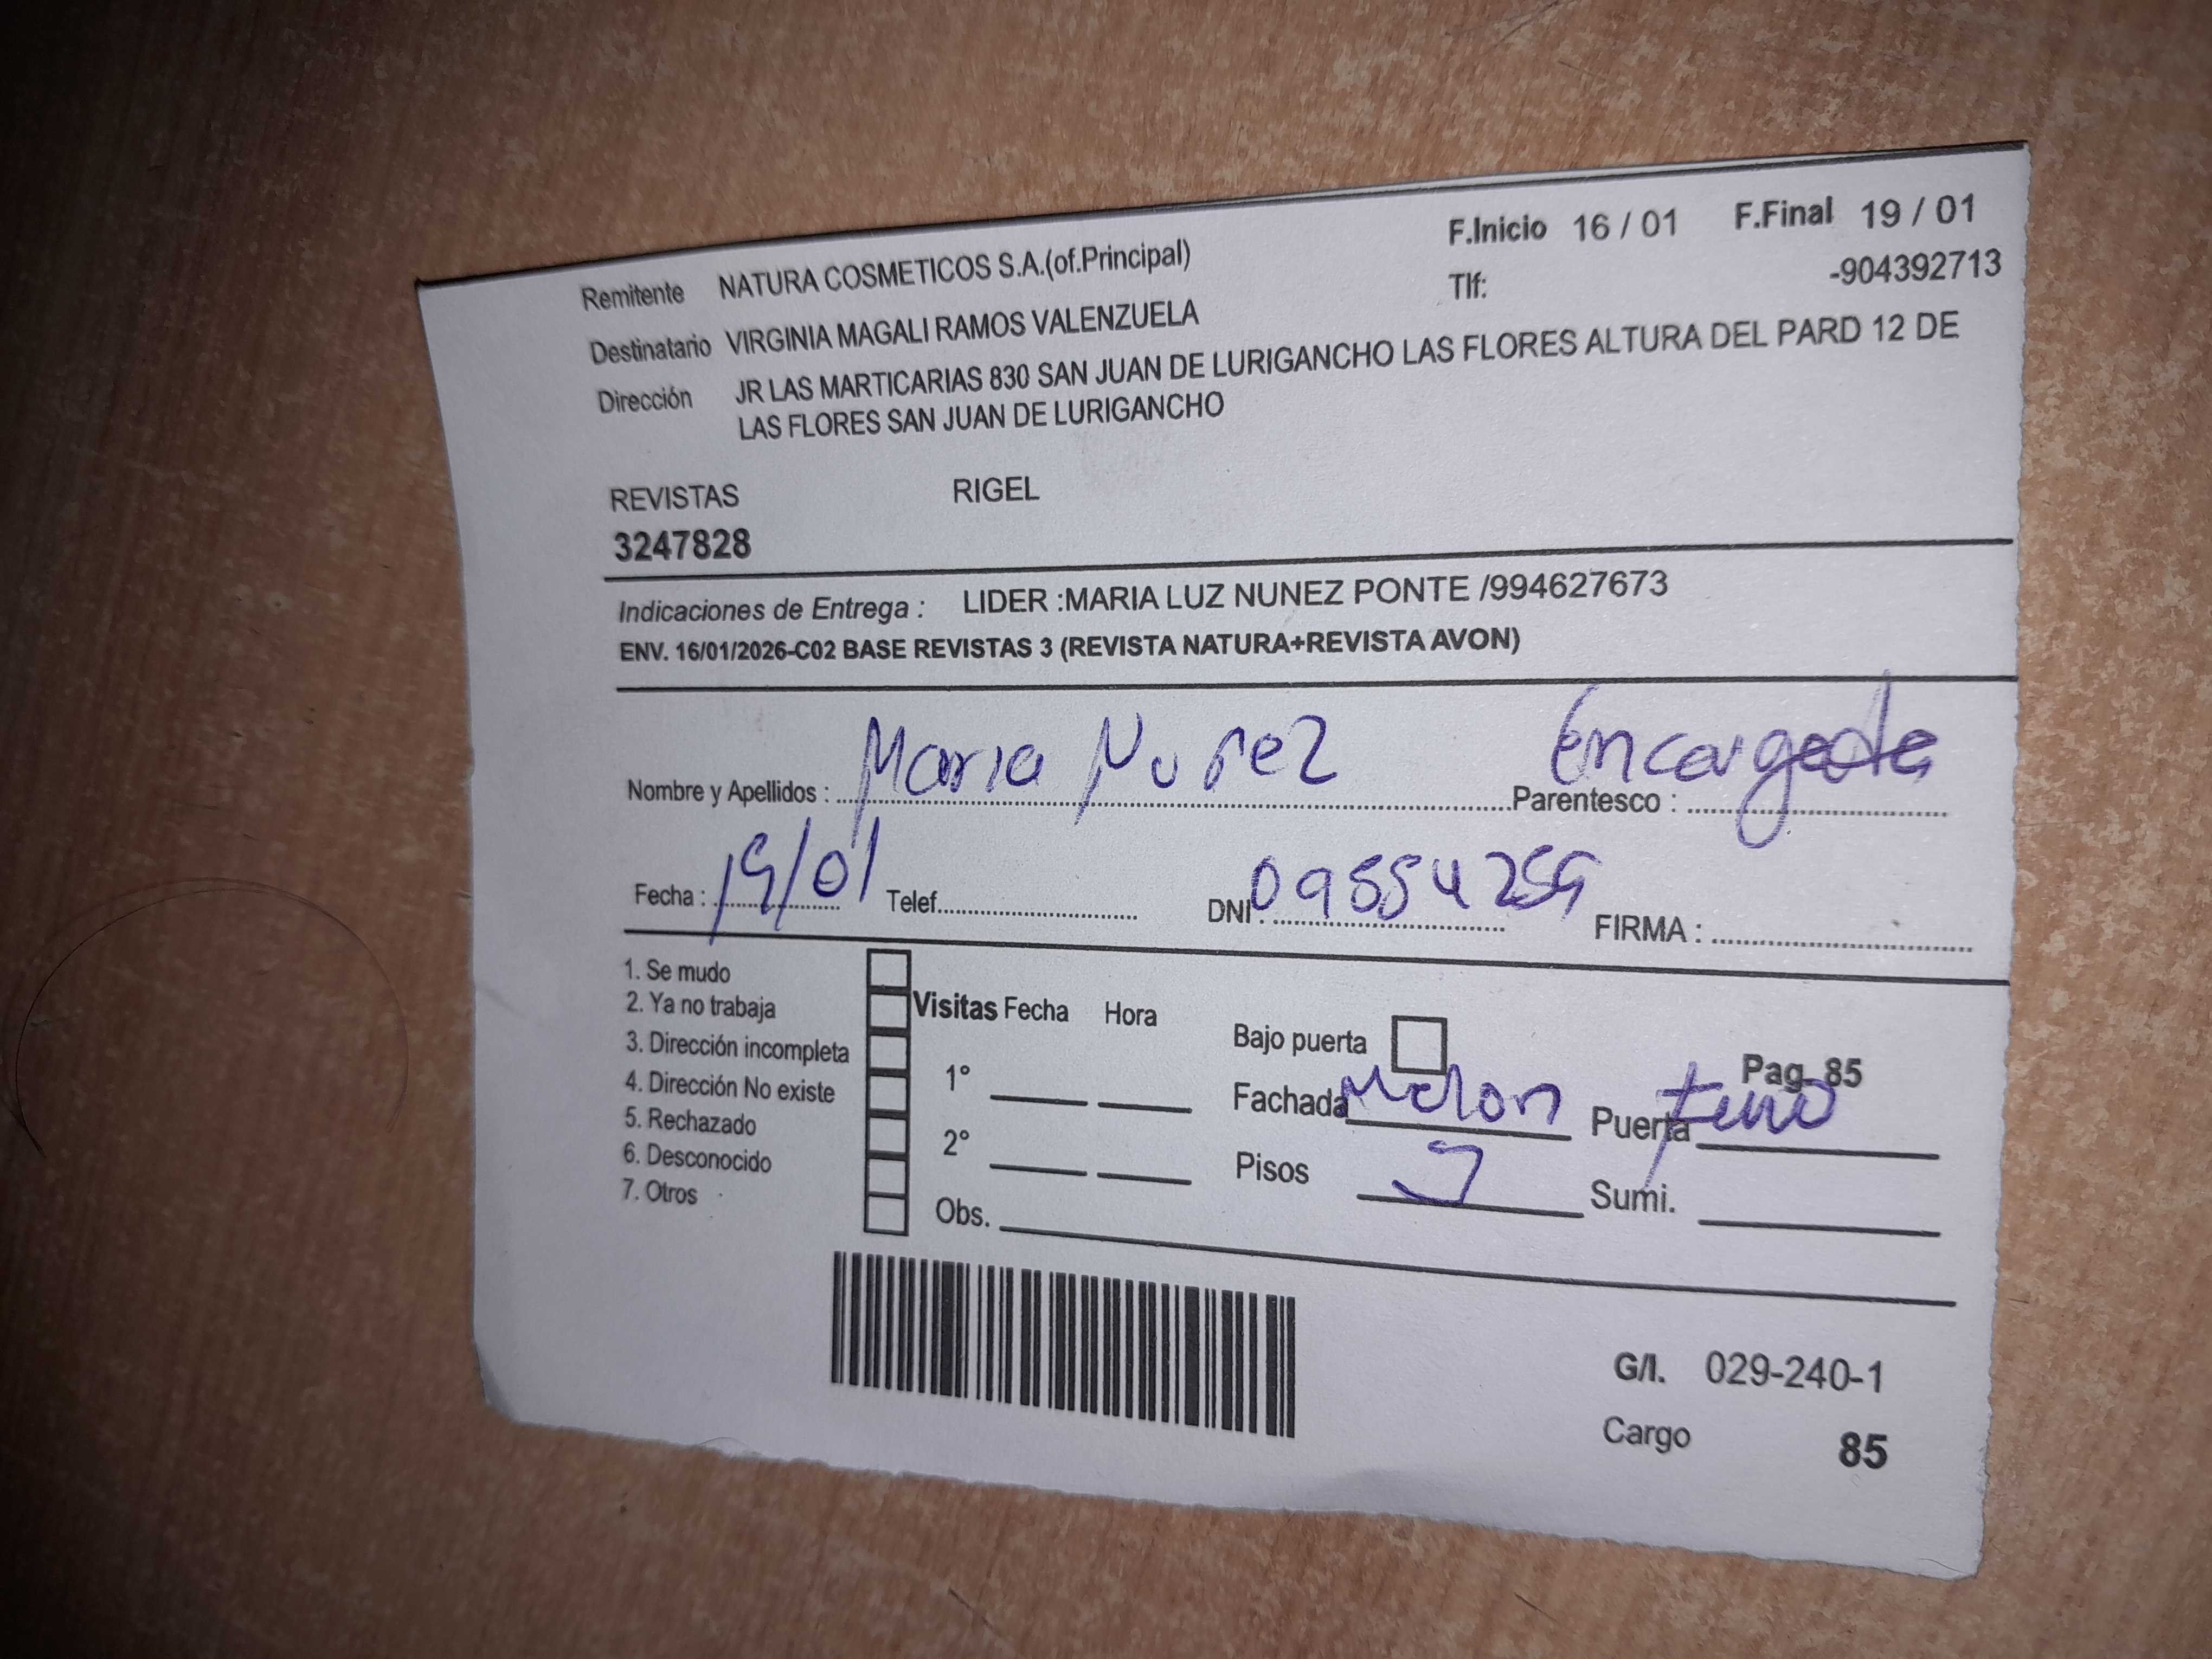 Remitente NATURA COSMETICOS S.A.(of.Principal) F.Inicio 16 / 01 F.Final 19 / 01
Tlf: -904392713
Destinatario VIRGINIA MAGALI RAMOS VALENZUELA
Dirección JR LAS MARTICARIAS 830 SAN JUAN DE LURIGANCHO LAS FLORES ALTURA DEL PARD 12 DE
LAS FLORES SAN JUAN DE LURIGANCHO
REVISTAS RIGEL
3247828
Indicaciones de Entrega : LIDER :MARIA LUZ NUNEZ PONTE /994627673
ENV. 16/01/2026-C02 BASE REVISTAS 3 (REVISTA NATURA+REVISTA AVON)
Nombre y Apellidos : Maria Nuñez Parentesco : Encargada
Fecha : 19/01 Telef. DNI : FIRMA :
1. Se mudo
2. Ya no trabaja
3. Dirección incompleta
4. Dirección No existe
5. Rechazado
6. Desconocido
7. Otros
Visitas Fecha Hora
1°
2°
Obs.
Bajo puerta
Pag. 85
Fachada Melon Puerta
Pisos Sumi.
G/I. 029-240-1
Cargo 85